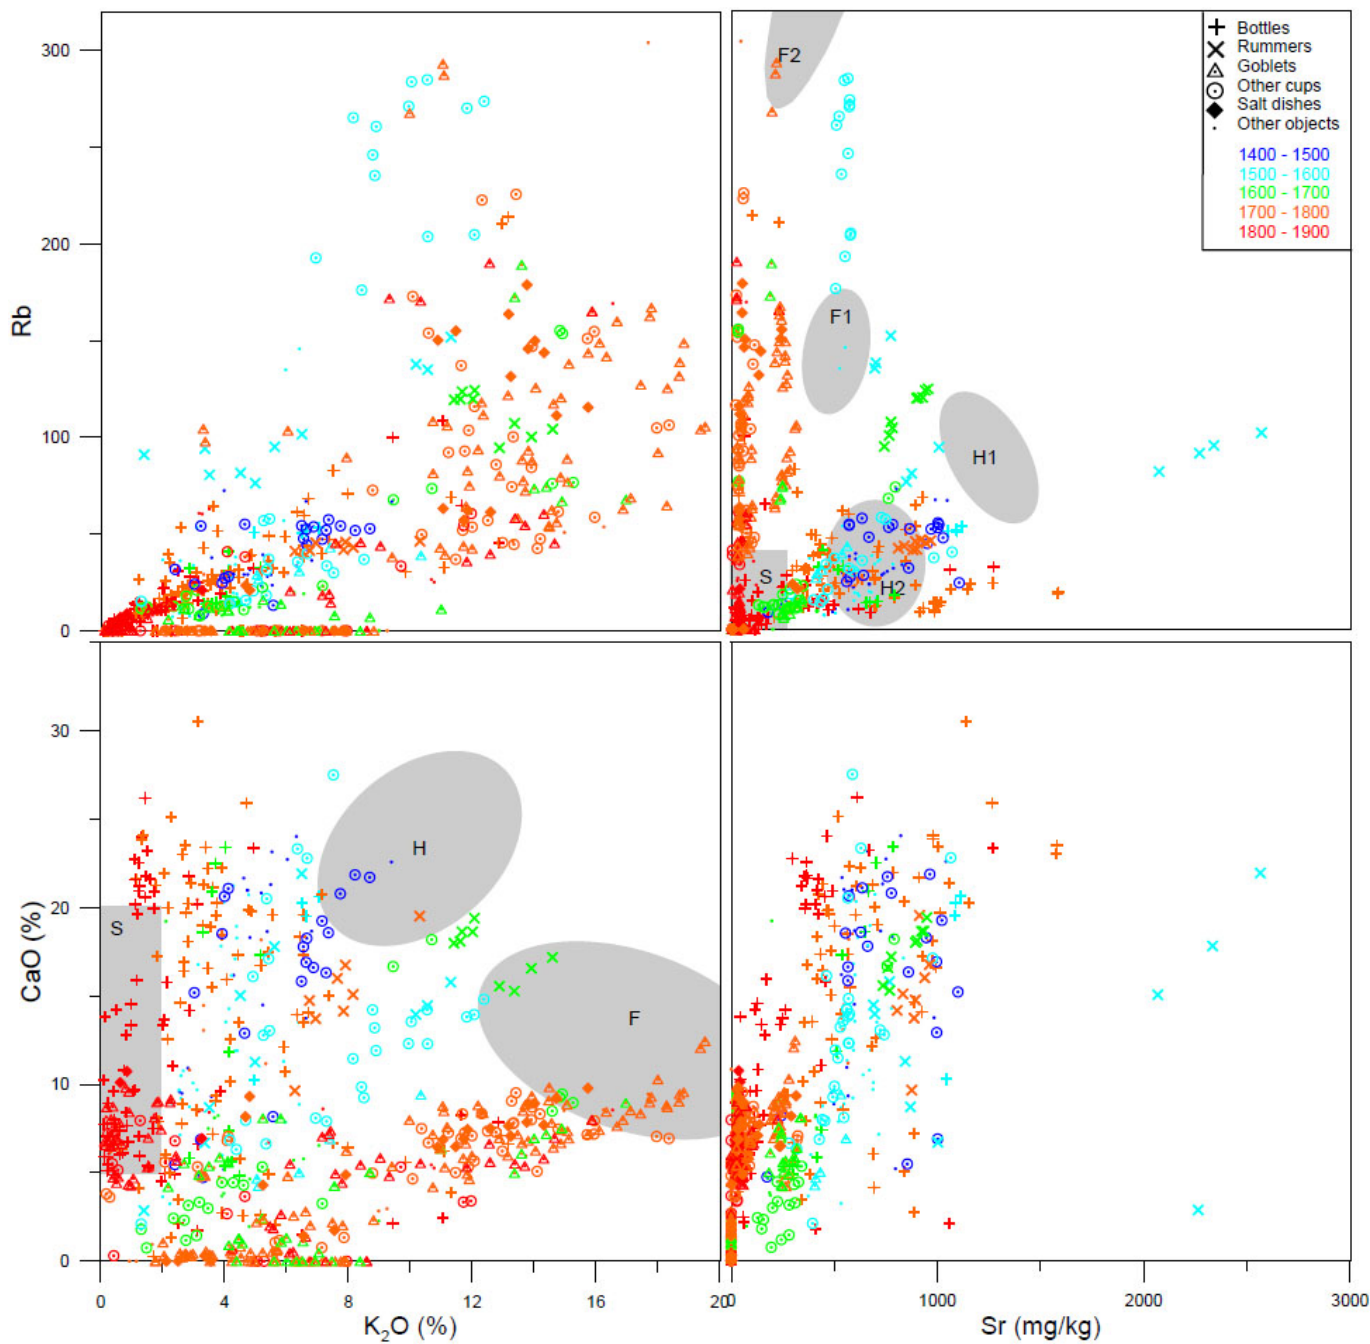 300
200
100
0
Rb
F2
F1
H1
H2
S
Bottles
Rummers
Goblets
Other cups
Salt dishes
Other objects
1400 - 1500
1500 - 1600
1600 - 1700
1700 - 1800
1800 - 1900
30
20
10
0
CaO (%)
S
H
F
0 4 8 12 16 20
K₂O (%)
0 1000 2000 3000
Sr (mg/kg)